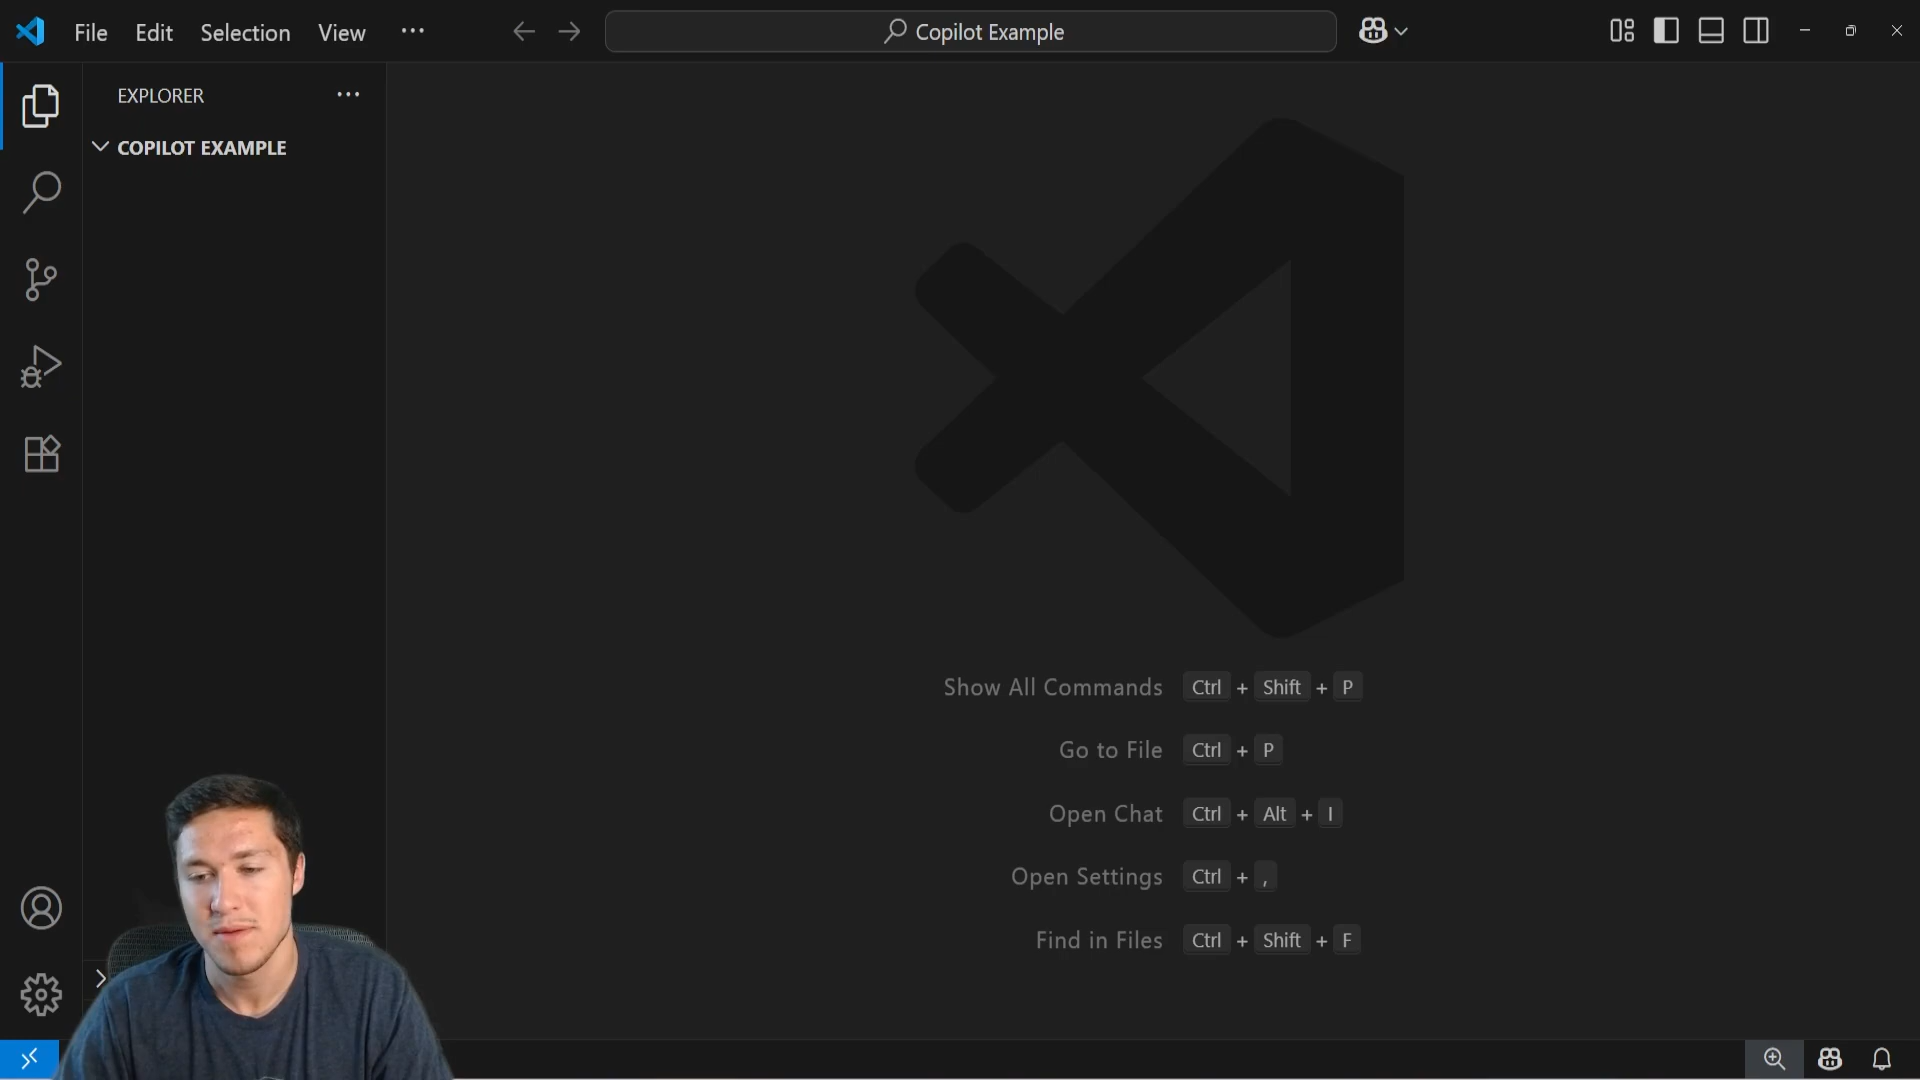 File Edit Selection View ···
Copilot Example
EXPLORER ···
COPILOT EXAMPLE
Show All Commands Ctrl + Shift + P
Go to File Ctrl + P
Open Chat Ctrl + Alt + I
Open Settings Ctrl + ,
Find in Files Ctrl + Shift + F